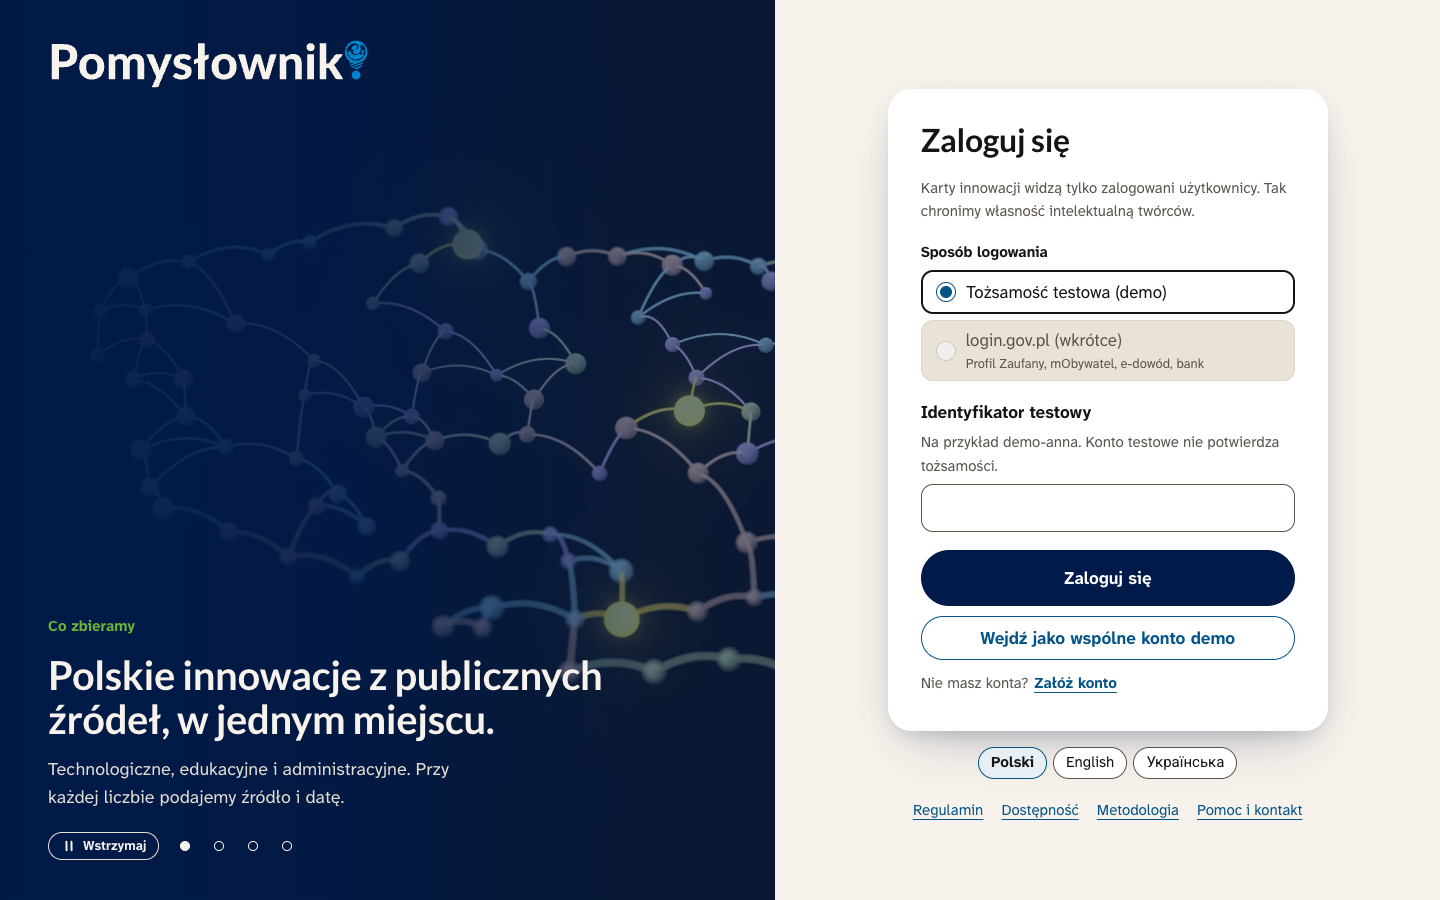 Pomysłownik
Co zbieramy
Polskie innowacje z publicznych
źródeł, w jednym miejscu.
Technologiczne, edukacyjne i administracyjne. Przy
każdej liczbie podajemy źródło i datę.
Wstrzymaj
Zaloguj się
Karty innowacji widzą tylko zalogowani użytkownicy. Tak
chronimy własność intelektualną twórców.
Sposób logowania
Tożsamość testowa (demo)
login.gov.pl (wkrótce)
Profil Zaufany, mObywatel, e-dowód, bank
Identyfikator testowy
Na przykład demo-anna. Konto testowe nie potwierdza
tożsamości.
Zaloguj się
Wejdź jako wspólne konto demo
Nie masz konta? Załóż konto
Polski English Українська
Regulamin Dostępność Metodologia Pomoc i kontakt